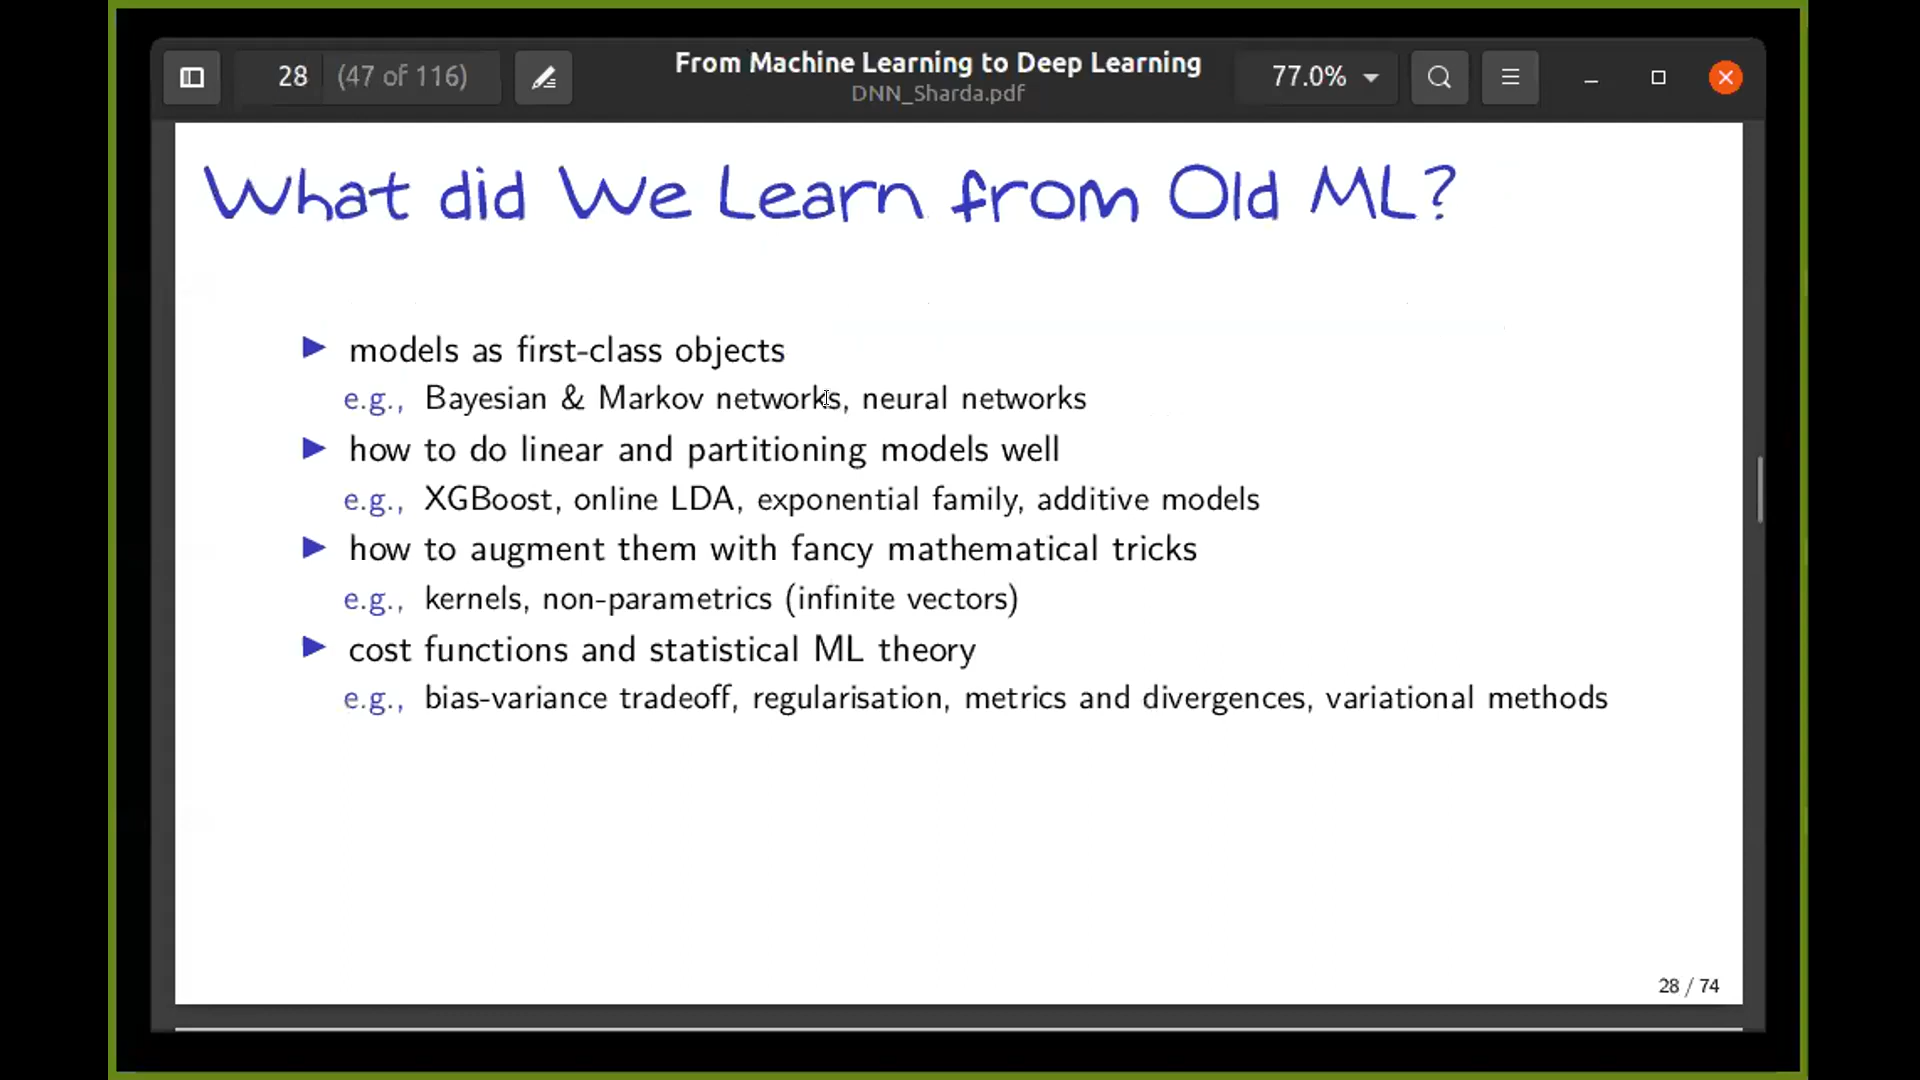 28 (47 of 116)
From Machine Learning to Deep Learning
DNN_Sharda.pdf
77.0%
What did We Learn from Old ML?
models as first-class objects
e.g., Bayesian & Markov networks, neural networks
how to do linear and partitioning models well
e.g., XGBoost, online LDA, exponential family, additive models
how to augment them with fancy mathematical tricks
e.g., kernels, non-parametrics (infinite vectors)
cost functions and statistical ML theory
e.g., bias-variance tradeoff, regularisation, metrics and divergences, variational methods
28 / 74